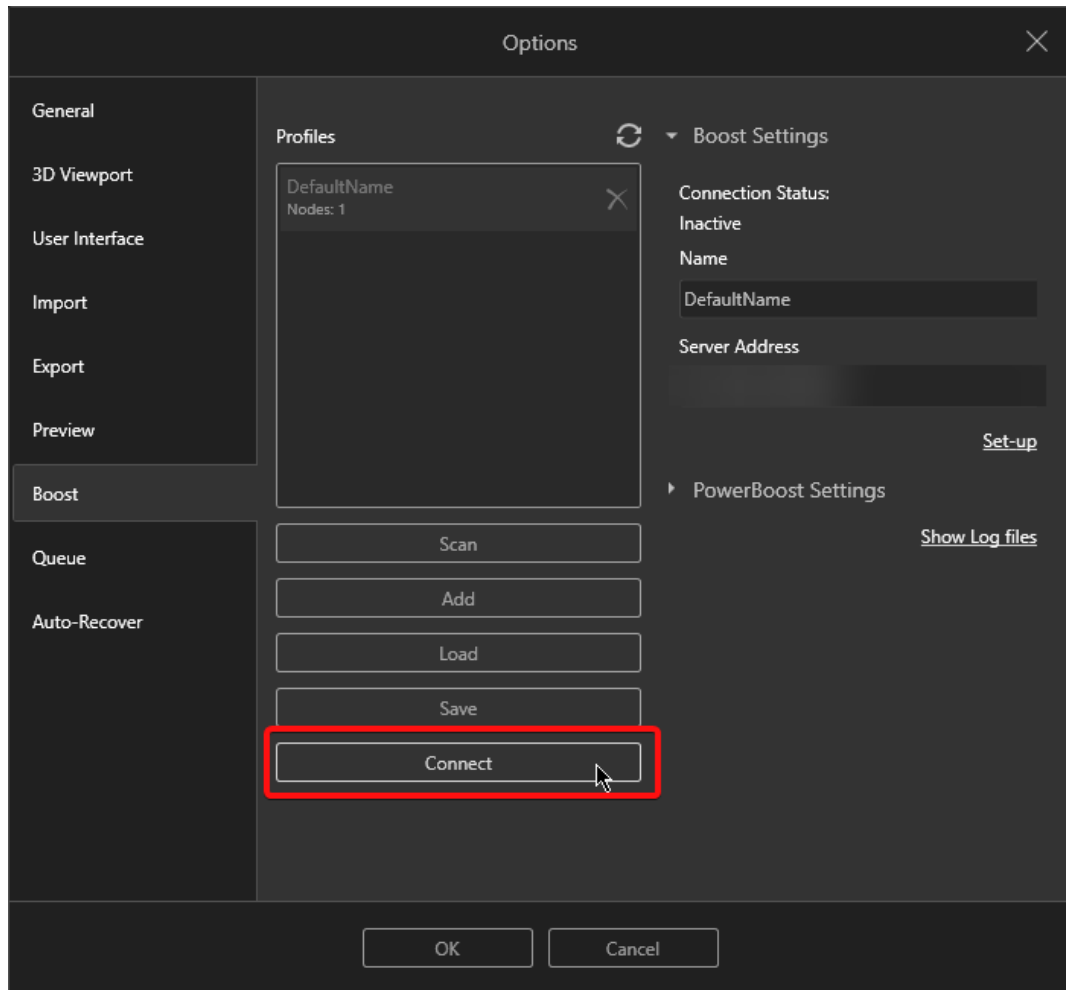 Options
General
3D Viewport
User Interface
Import
Export
Preview
Boost
Queue
Auto-Recover
Profiles
DefaultName
Nodes: 1
Scan
Add
Load
Save
Connect
Boost Settings
Connection Status:
Inactive
Name
DefaultName
Server Address
Set-up
PowerBoost Settings
Show Log files
OK
Cancel